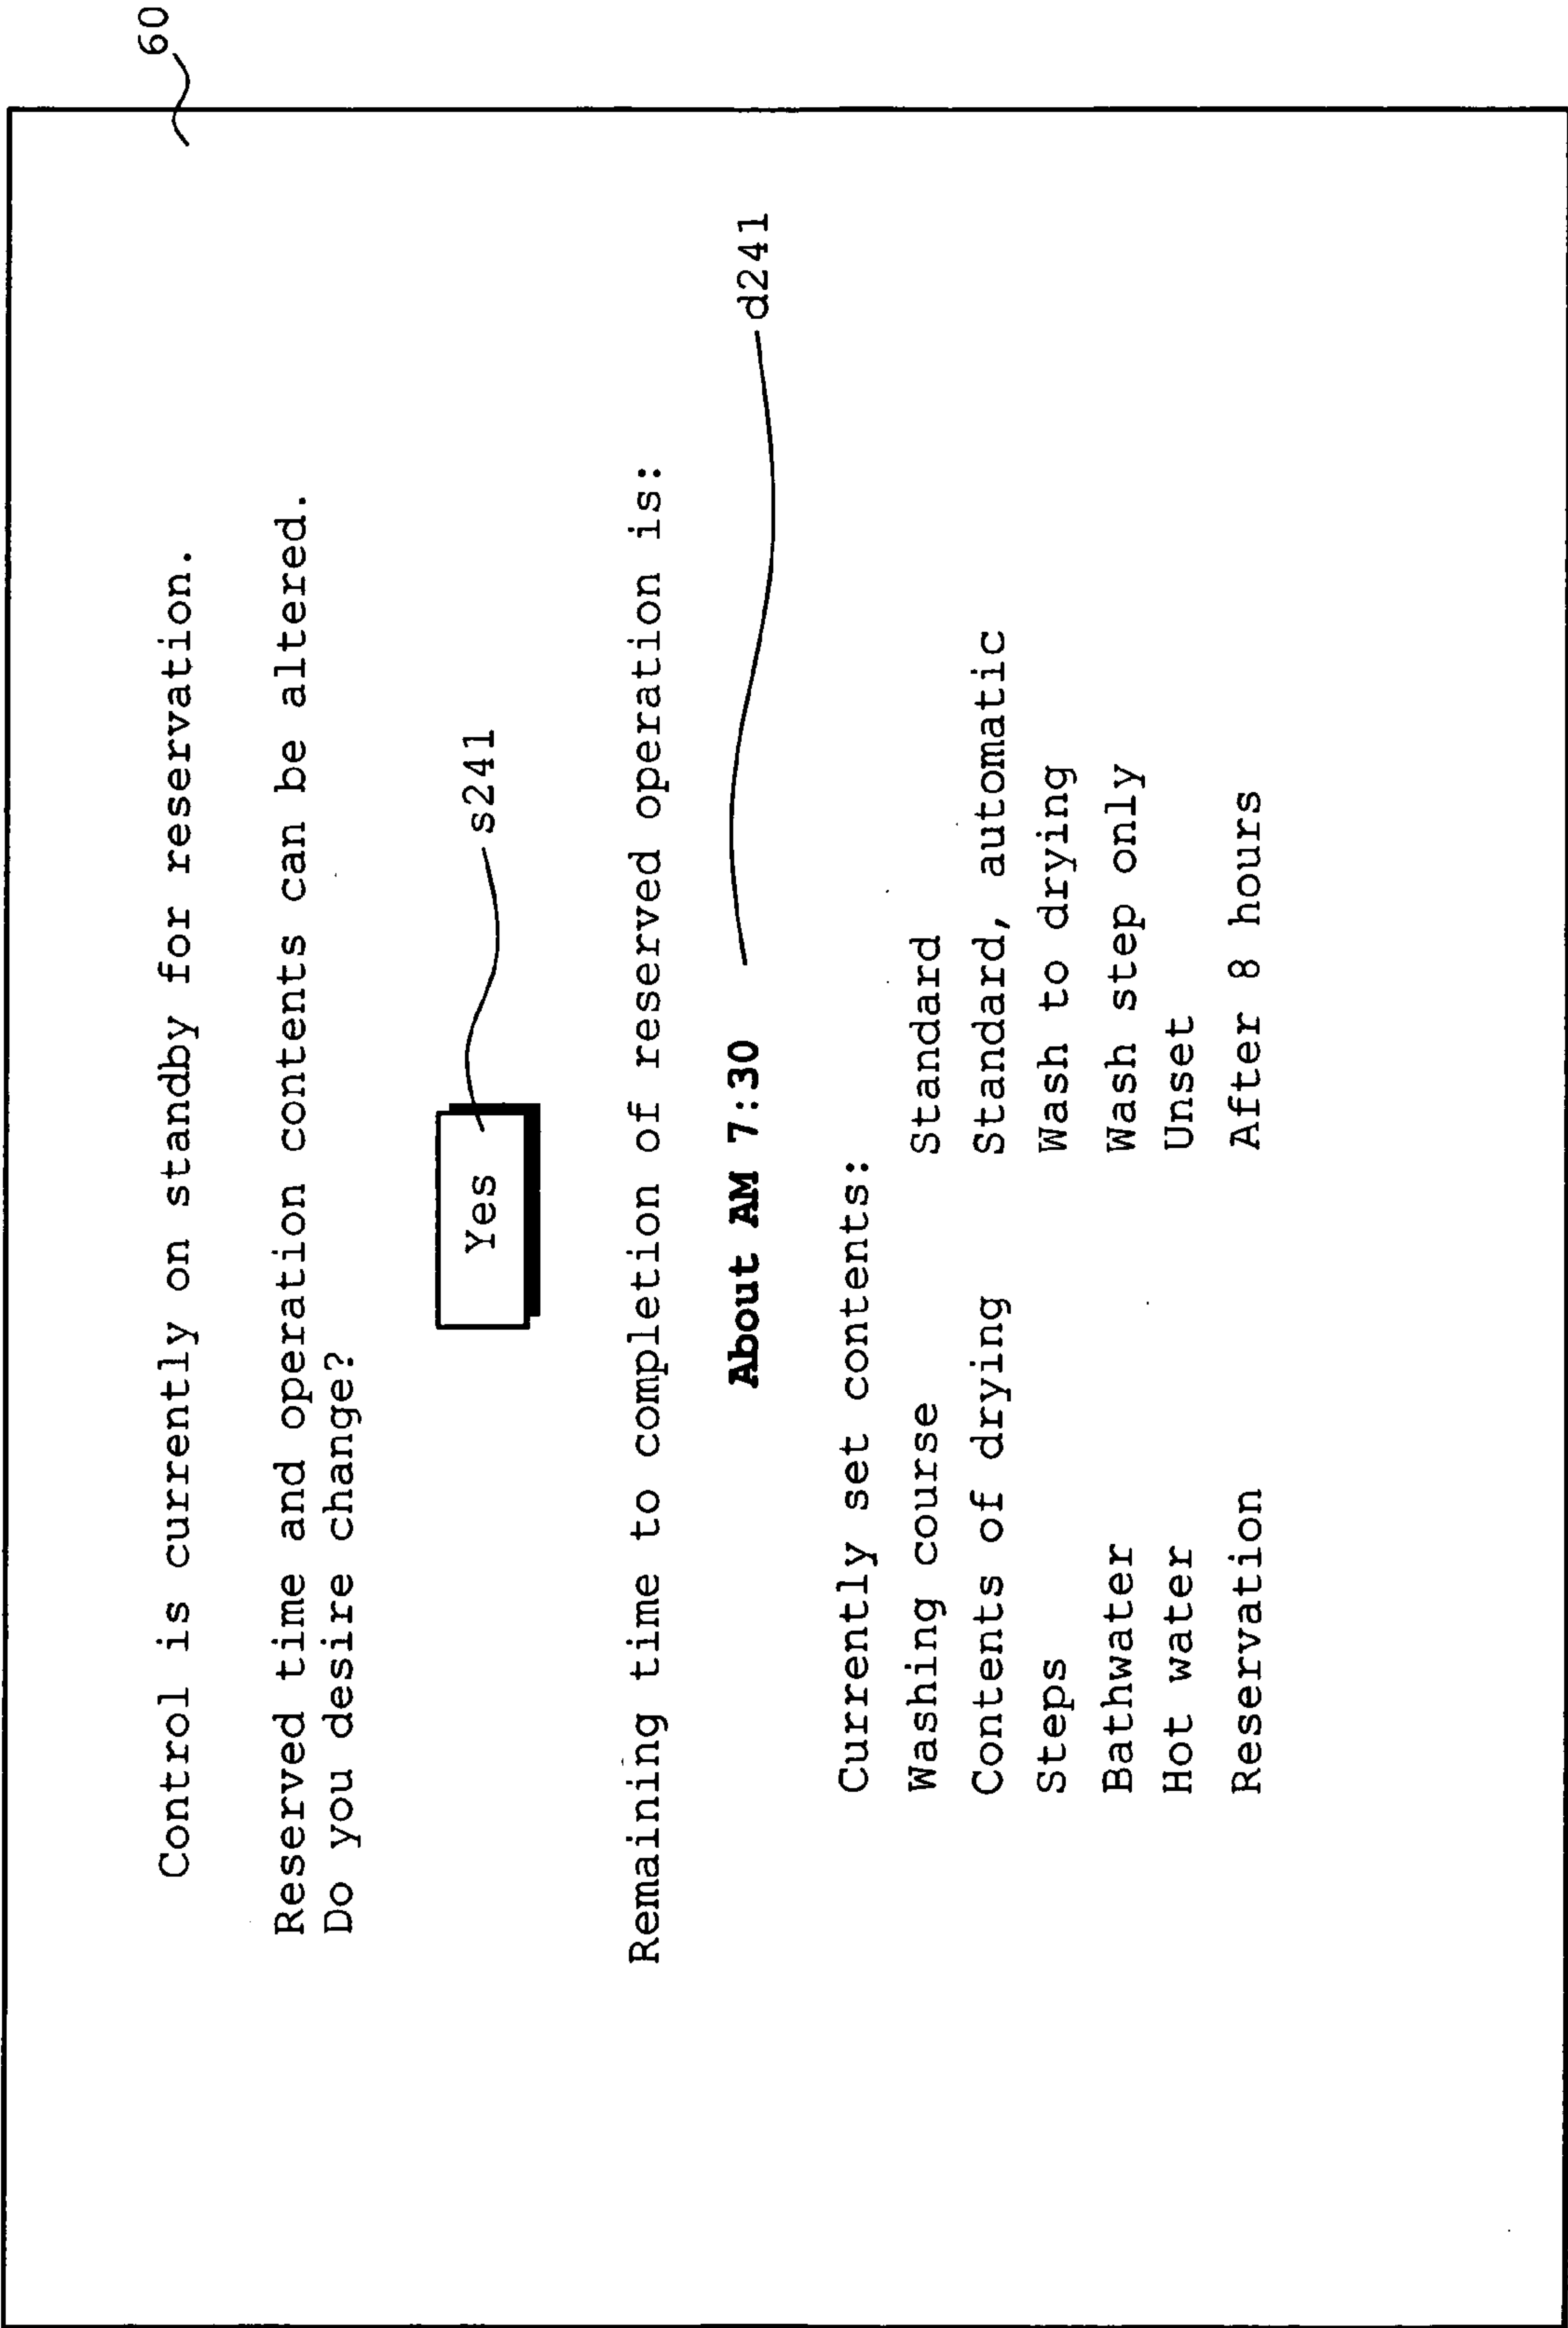 60
Control is currently on standby for reservation.
Reserved time and operation contents can be altered.
Do you desire change?
Yes
s241
Remaining time to completion of reserved operation is:
About AM 7:30
d241
Currently set contents:
Washing course Standard
Contents of drying Standard, automatic
Steps Wash to drying
Bathwater Wash step only
Hot water Unset
Reservation After 8 hours